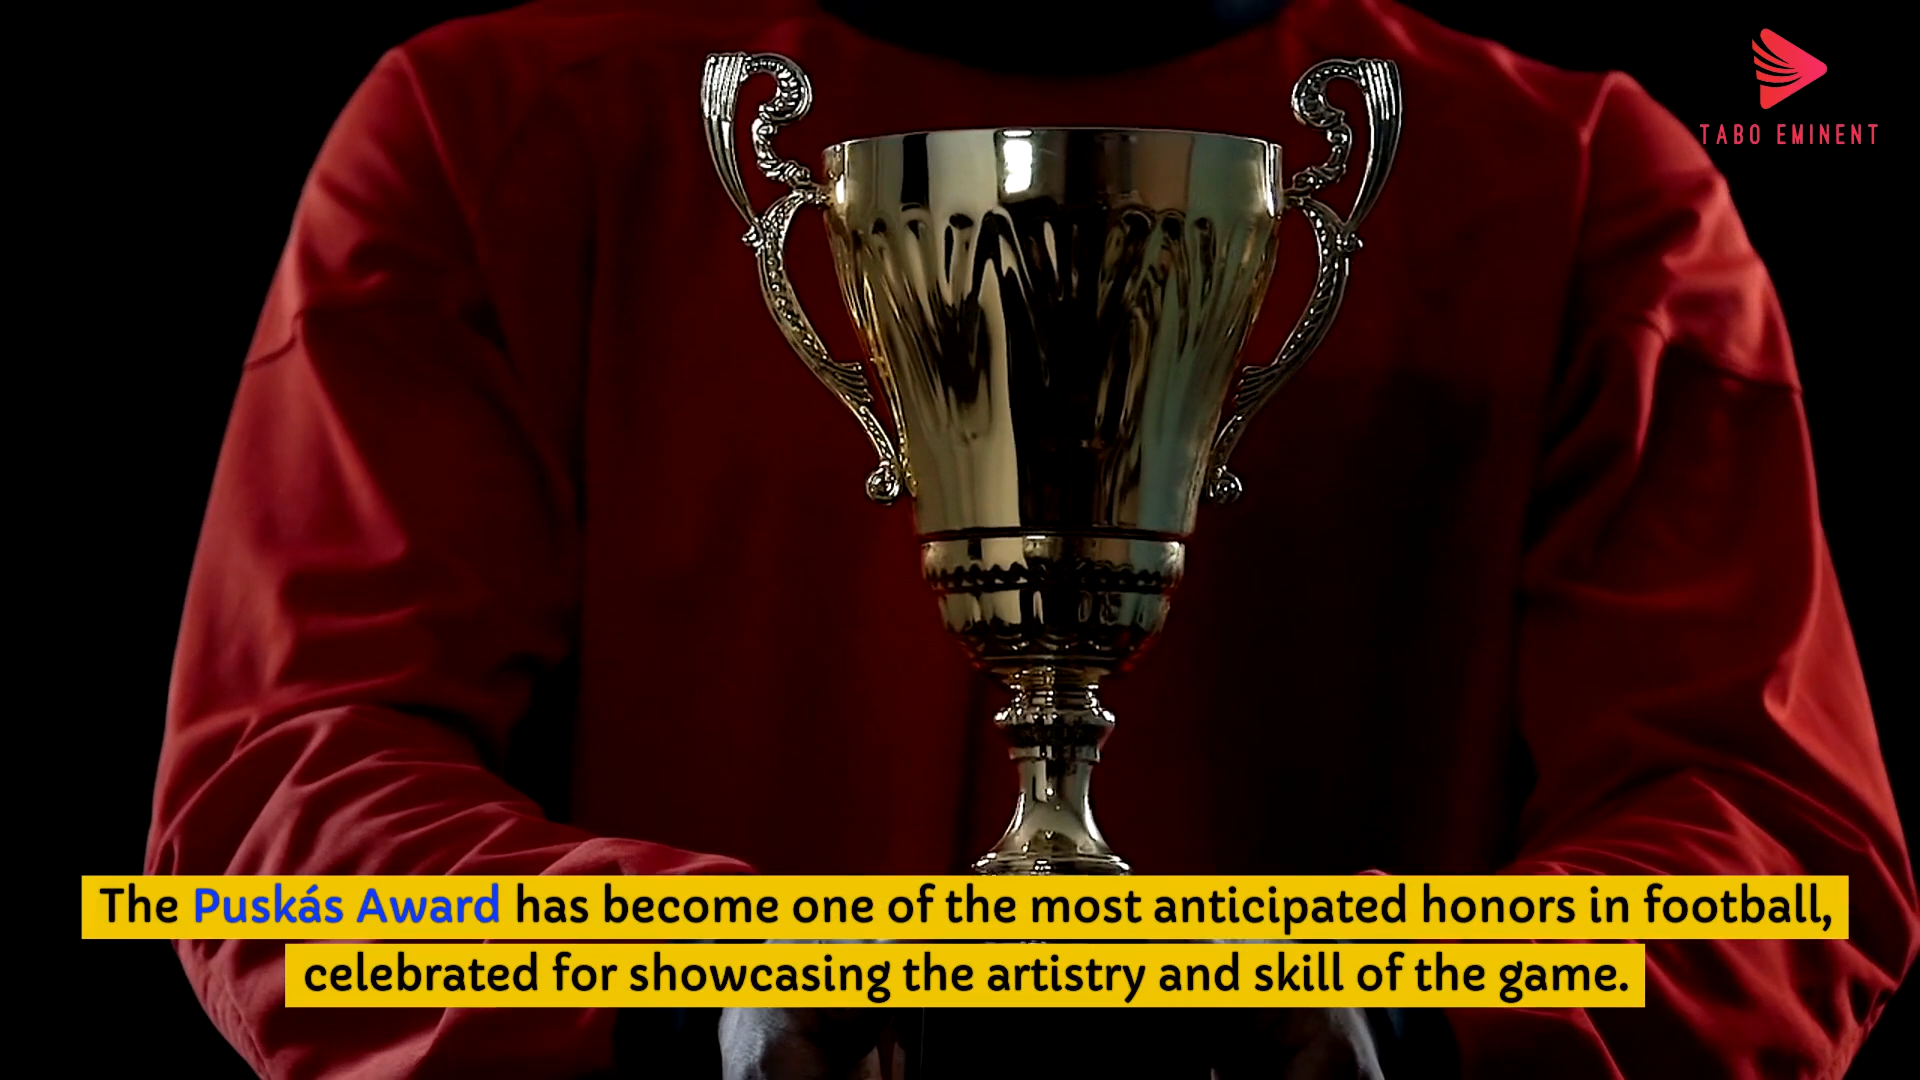 TABO EMINENT
The Puskás Award has become one of the most anticipated honors in football,
celebrated for showcasing the artistry and skill of the game.